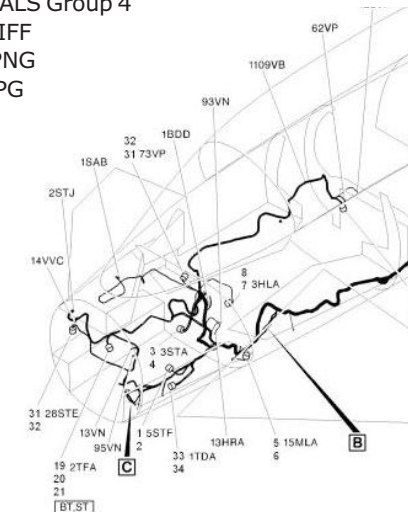 ALS Group 4
IFF
PNG
PG
62VP
1109VB
93VN
1BDD
32
31 73VP
1SAB
2STJ
14VVC
8
7 3HLA
3 3STA
4
31 28STE
32
13VN
95VN
1 5STF
2
33 1TDA
34
13HRA
5 15MLA
6
B
C
19 2TFA
20
21
BT,ST